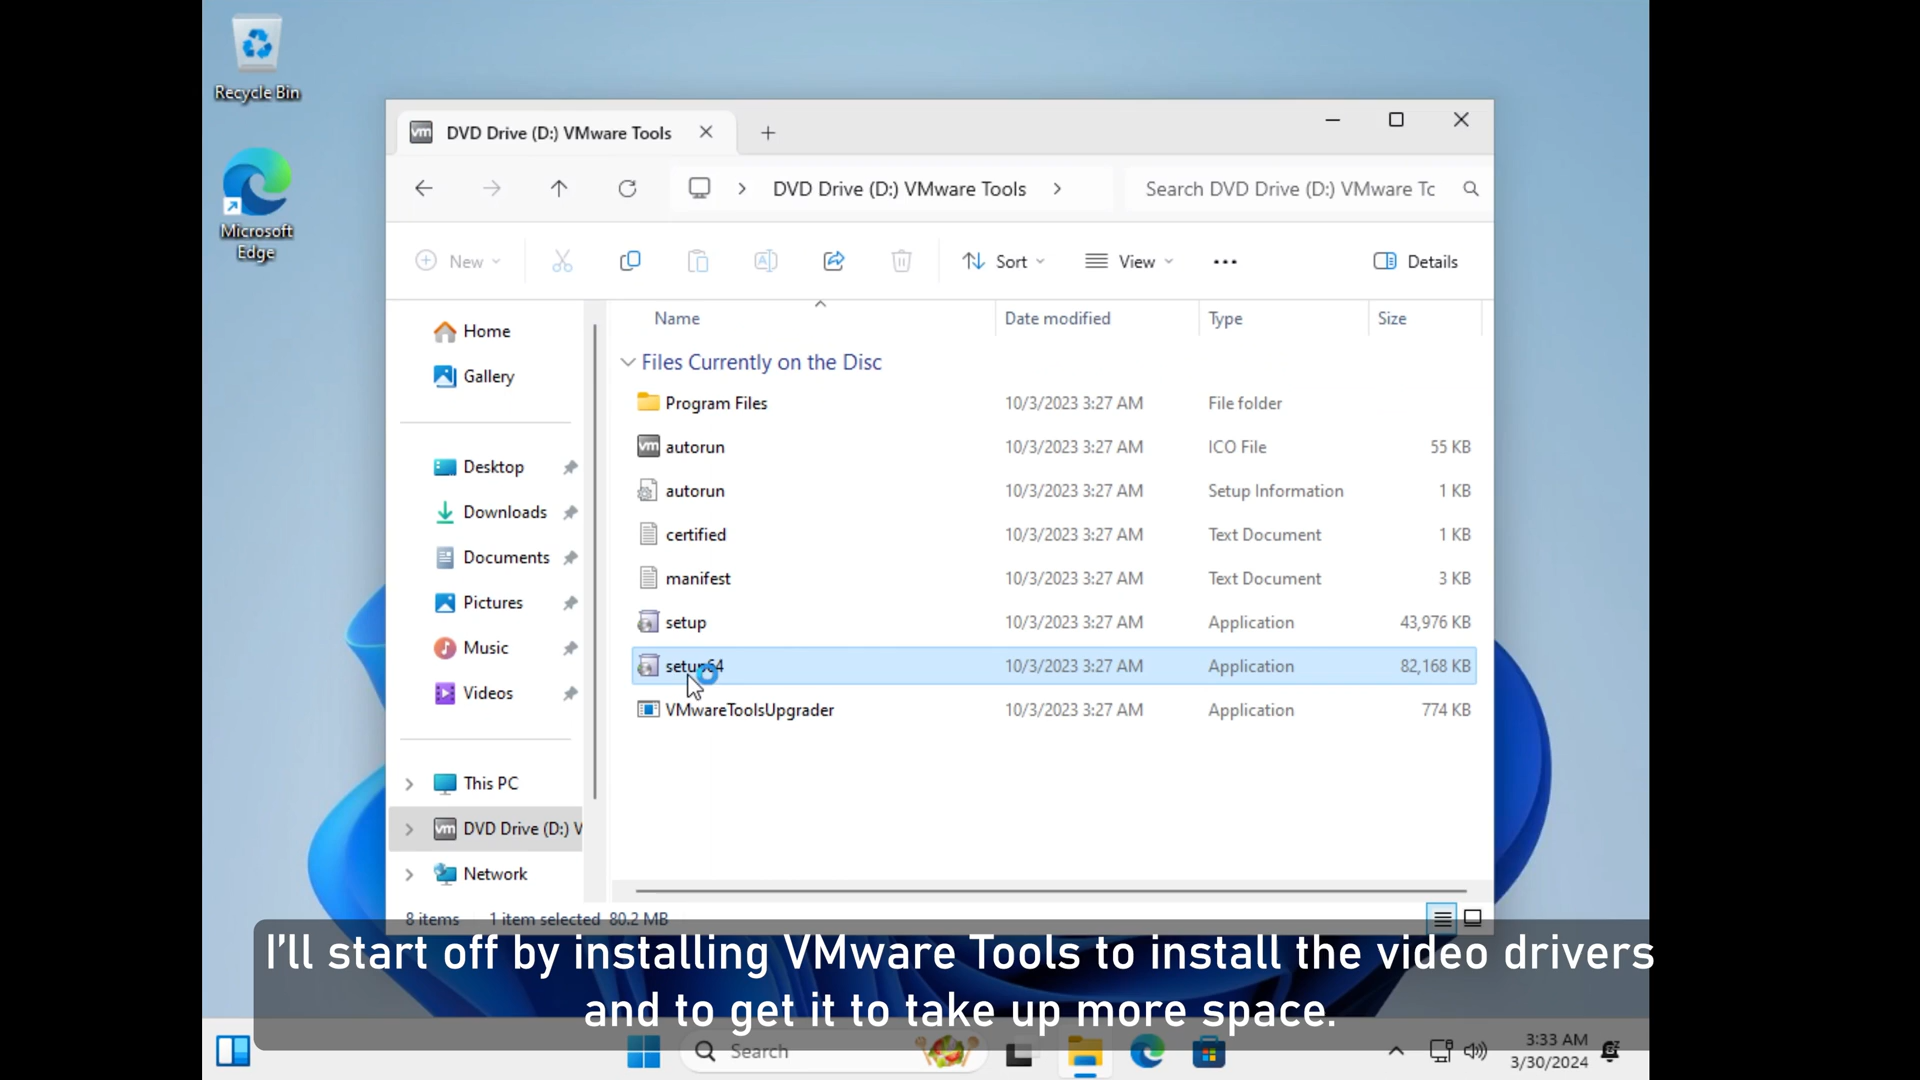 Recycle Bin
Microsoft
Edge
vm DVD Drive (D:) VMware Tools
DVD Drive (D:) VMware Tools
Search DVD Drive (D:) VMware Tc
New
Sort
View
Details
Home
Gallery
Desktop
Downloads
Documents
Pictures
Music
Videos
This PC
vm DVD Drive (D:) V
Network
Name Date modified Type Size
Files Currently on the Disc
Program Files 10/3/2023 3:27 AM File folder
vm autorun 10/3/2023 3:27 AM ICO File 55 KB
autorun 10/3/2023 3:27 AM Setup Information 1 KB
certified 10/3/2023 3:27 AM Text Document 1 KB
manifest 10/3/2023 3:27 AM Text Document 3 KB
setup 10/3/2023 3:27 AM Application 43,976 KB
setup64 10/3/2023 3:27 AM Application 82,168 KB
VMwareToolsUpgrader 10/3/2023 3:27 AM Application 774 KB
8 items 1 item selected 80.2 MB
I'll start off by installing VMware Tools to install the video drivers
and to get it to take up more space.
Search
3:33 AM
3/30/2024